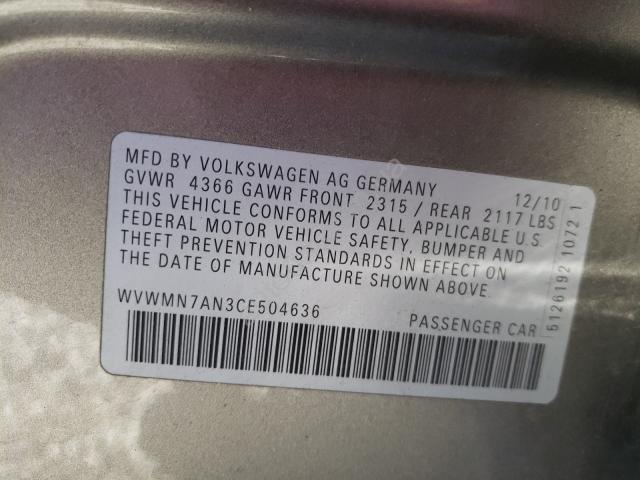 MFD BY VOLKSWAGEN AG GERMANY 12/10
GVWR 4366 GAWR FRONT 2315 / REAR 2117 LBS
THIS VEHICLE CONFORMS TO ALL APPLICABLE U.S.
FEDERAL MOTOR VEHICLE SAFETY, BUMPER AND
THEFT PREVENTION STANDARDS IN EFFECT ON
THE DATE OF MANUFACTURE SHOWN ABOVE.
WVWMN7AN3CE504636 PASSENGER CAR
5126192 1072 1